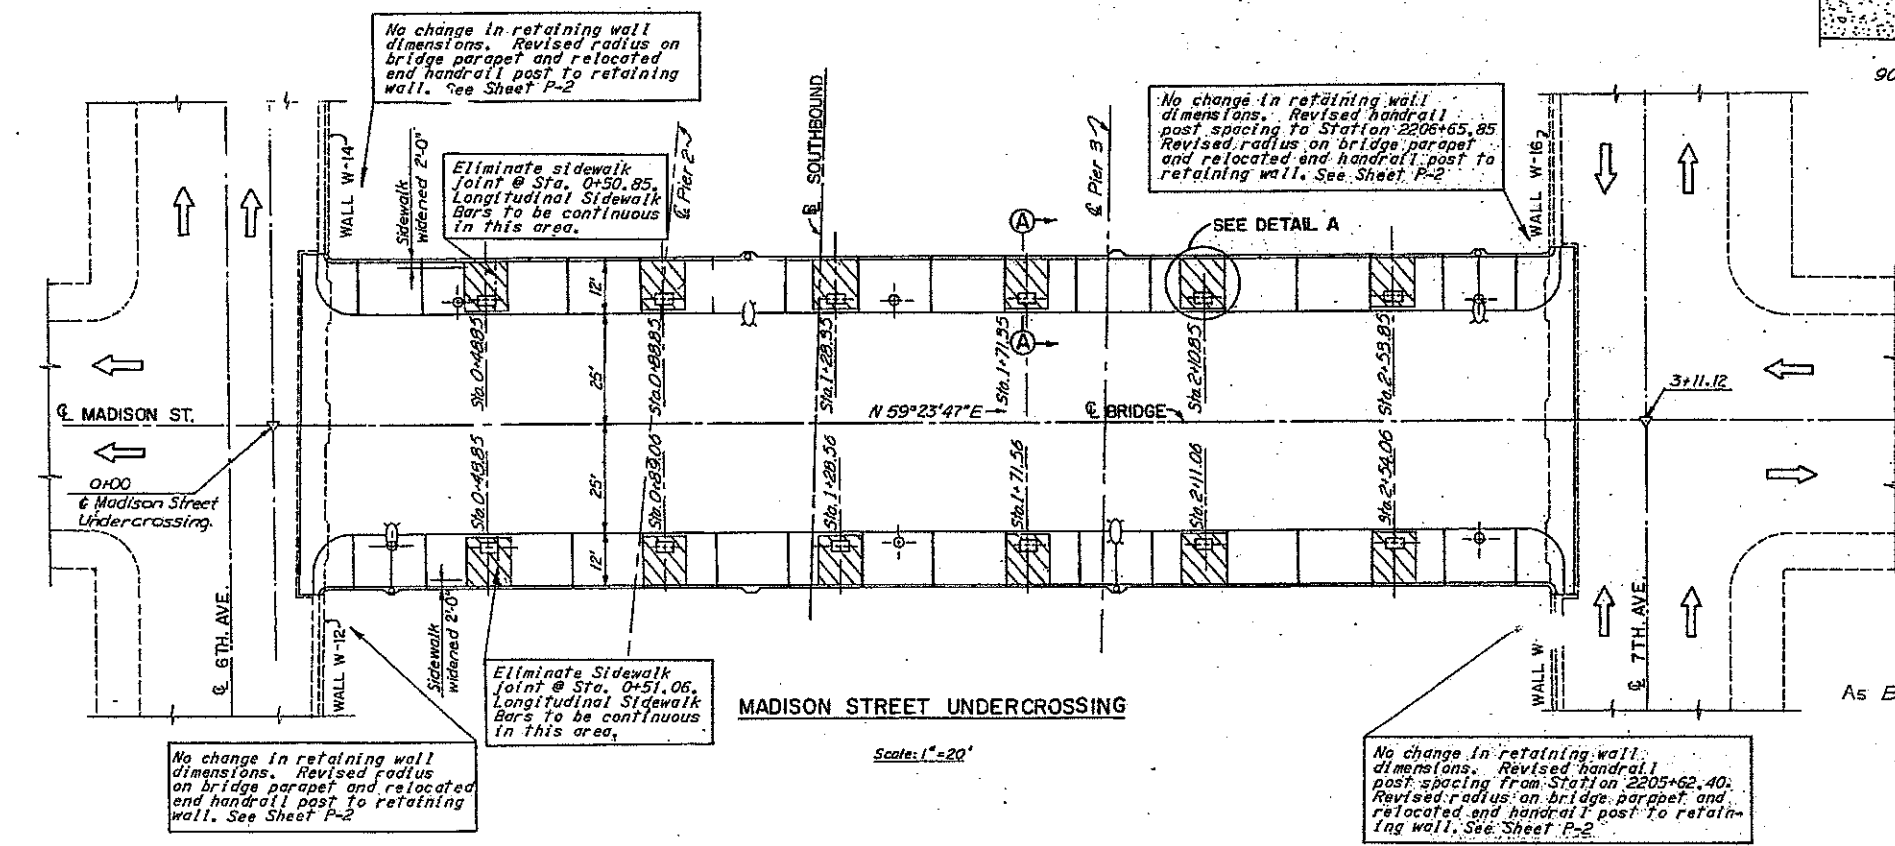 No change in retaining wall
dimensions. Revised radius on
bridge parapet and relocated
end handrail post to retaining
wall. See Sheet P-2
90
No change in retaining wall
dimensions. Revised handrail
post spacing to Station 2206+65.85
Revised radius on bridge parapet
and relocated end handrail post to
retaining wall. See Sheet P-2
WALL W-14
Sidewalk
widened 2'-0"
Eliminate sidewalk
joint @ Sta. 0+50.85.
Longitudinal Sidewalk
Bars to be continuous
in this area.
℄ Pier 2
SOUTHBOUND
℄ Pier 3
WALL W-16
A
SEE DETAIL A
12'
A
Sta. 0+48.85
Sta. 0+88.85
Sta. 1+28.35
Sta. 1+71.35
Sta. 2+10.85
Sta. 2+53.85
25'
3+11.12
℄ MADISON ST.
N 59°23'47"E
℄ BRIDGE
0+00
℄ Madison Street
Undercrossing.
25'
Sta. 0+89.06
Sta. 1+28.56
Sta. 1+71.56
Sta. 2+11.06
Sta. 2+54.06
12'
℄ 6TH. AVE.
WALL W-12
Sidewalk
widened 2'-0"
Eliminate Sidewalk
joint @ Sta. 0+51.06.
Longitudinal Sidewalk
Bars to be continuous
in this area.
WALL W-
℄ 7TH. AVE.
MADISON STREET UNDERCROSSING
Scale: 1"=20'
As
No change in retaining wall
dimensions. Revised radius
on bridge parapet and relocated
end handrail post to retaining
wall. See Sheet P-2
No change in retaining wall
dimensions. Revised handrail
post spacing from Station 2205+62.40.
Revised radius on bridge parapet and
relocated end handrail post to retain-
ing wall. See Sheet P-2